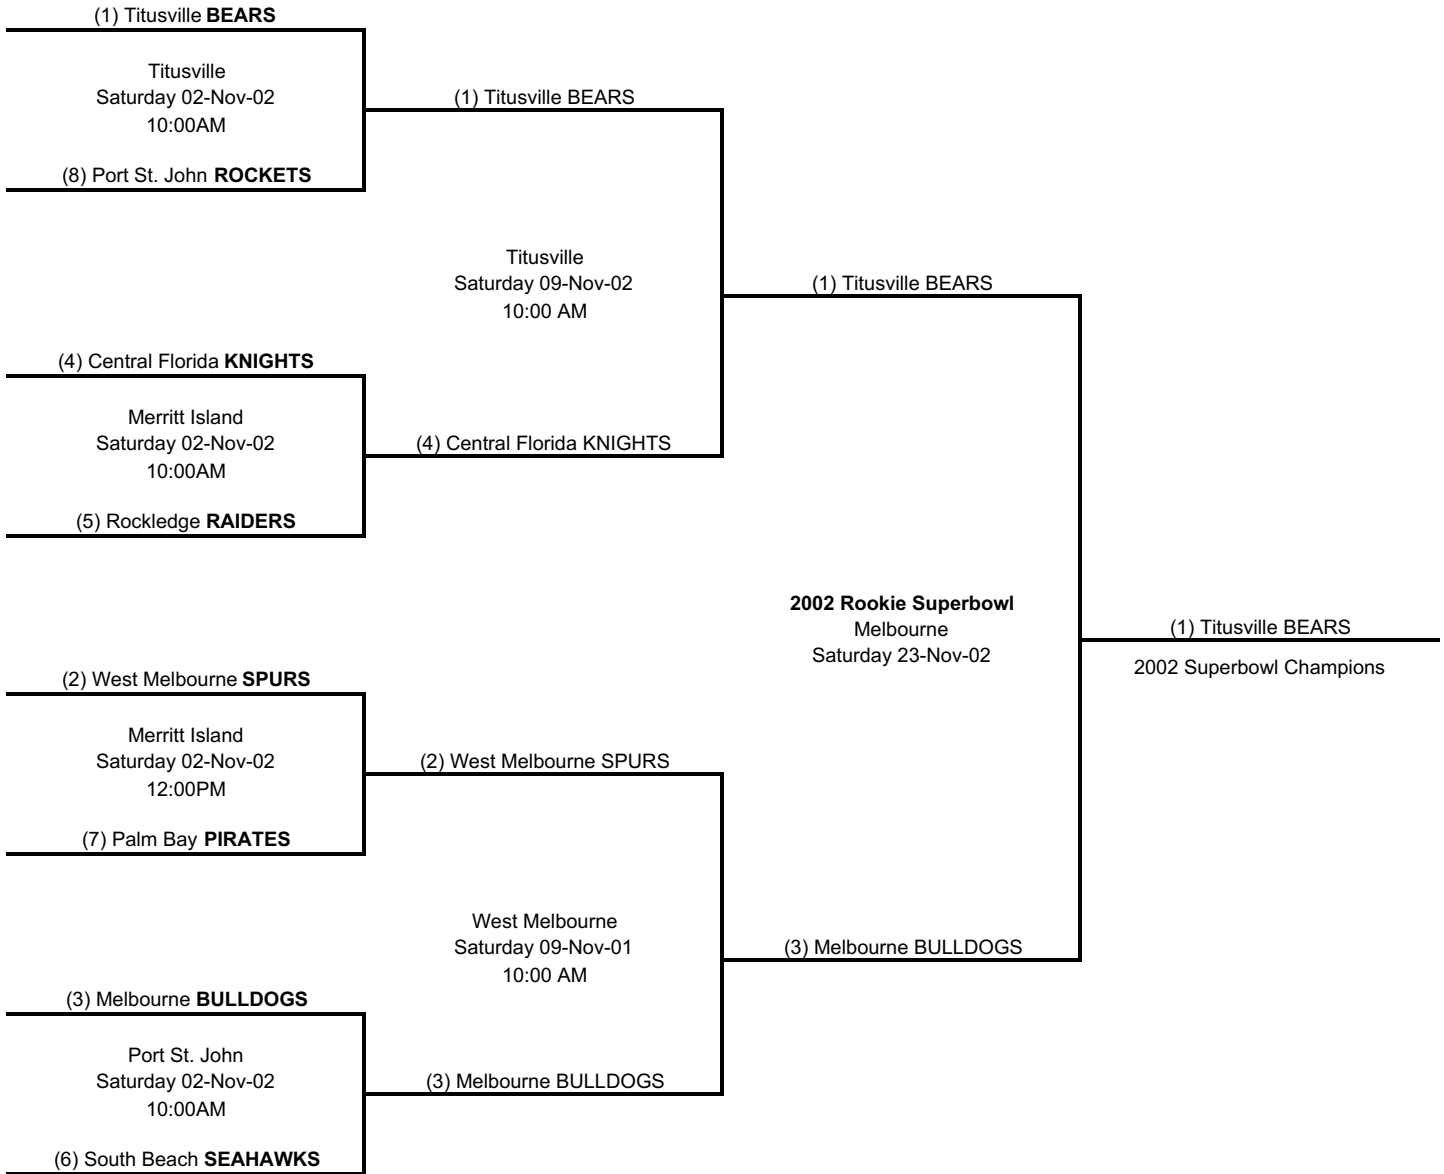 (1) Titusville BEARS
Titusville
Saturday 02-Nov-02
10:00AM
(8) Port St. John ROCKETS
(1) Titusville BEARS
Titusville
Saturday 09-Nov-02
10:00 AM
(1) Titusville BEARS
(4) Central Florida KNIGHTS
Merritt Island
Saturday 02-Nov-02
10:00AM
(5) Rockledge RAIDERS
(4) Central Florida KNIGHTS
2002 Rookie Superbowl
Melbourne
Saturday 23-Nov-02
(1) Titusville BEARS
2002 Superbowl Champions
(2) West Melbourne SPURS
Merritt Island
Saturday 02-Nov-02
12:00PM
(7) Palm Bay PIRATES
(2) West Melbourne SPURS
West Melbourne
Saturday 09-Nov-01
10:00 AM
(3) Melbourne BULLDOGS
(3) Melbourne BULLDOGS
Port St. John
Saturday 02-Nov-02
10:00AM
(6) South Beach SEAHAWKS
(3) Melbourne BULLDOGS